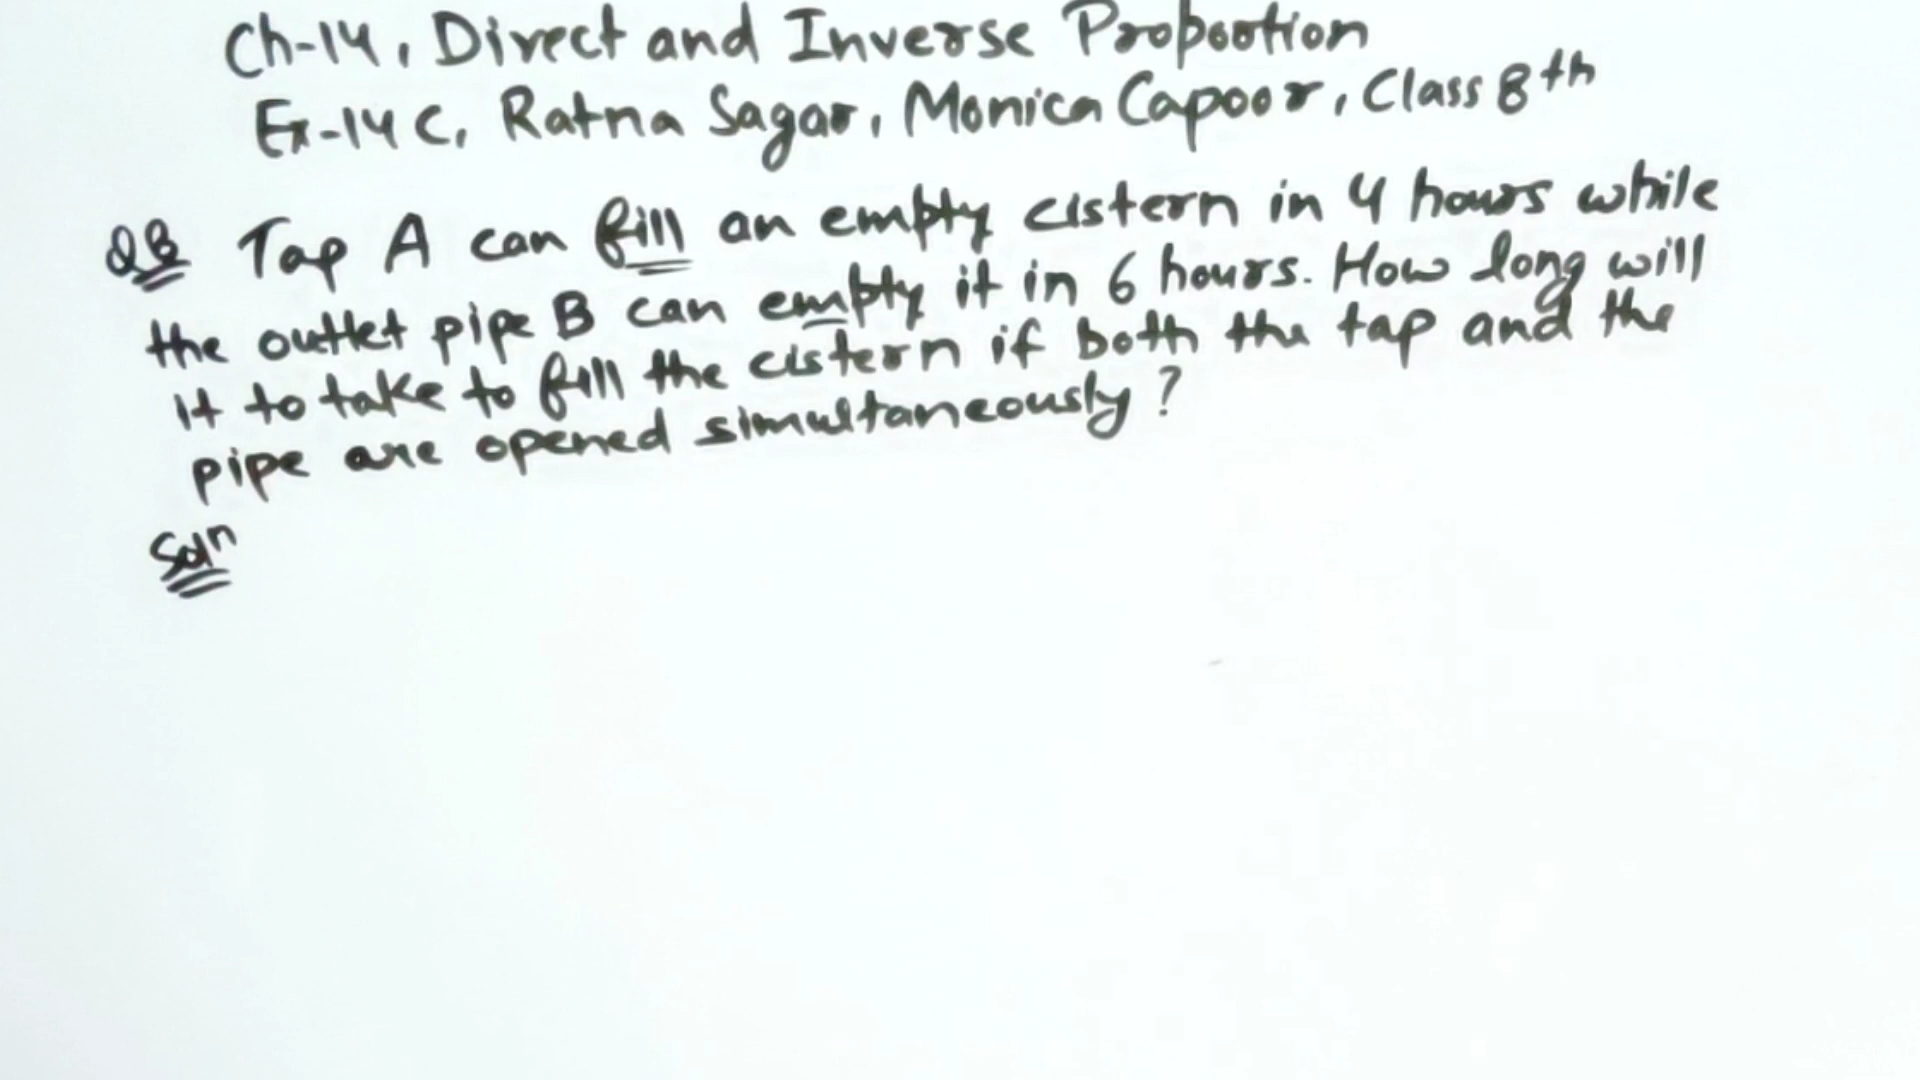 Ch-14, Direct and Inverse Proportion
Ex-14 C, Ratna Sagar, Monica Capoor, Class 8th
Q8 Tap A can fill an empty cistern in 4 hours while
the outlet pipe B can empty it in 6 hours. How long will
it to take to fill the cistern if both the tap and the
pipe are opened simultaneously?
Soln